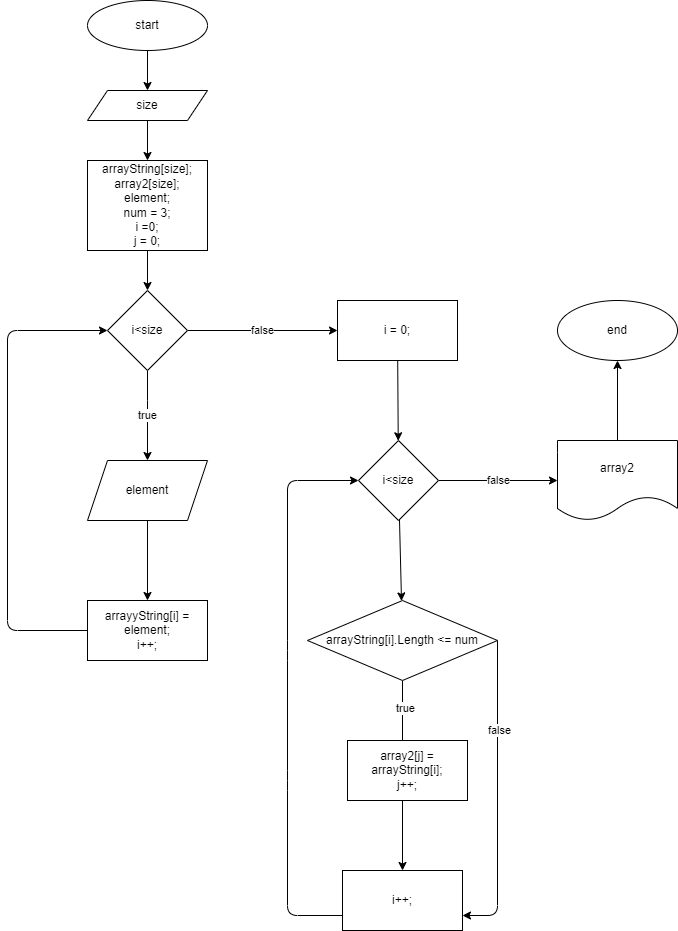 start
size
arrayString[size];
array2[size];
element;
num = 3;
i =0;
j = 0;
i<size
false
i = 0;
end
true
i<size
false
array2
element
arrayyString[i] =
element;
i++;
arrayString[i].Length <= num
true
false
array2[j] =
arrayString[i];
j++;
i++;